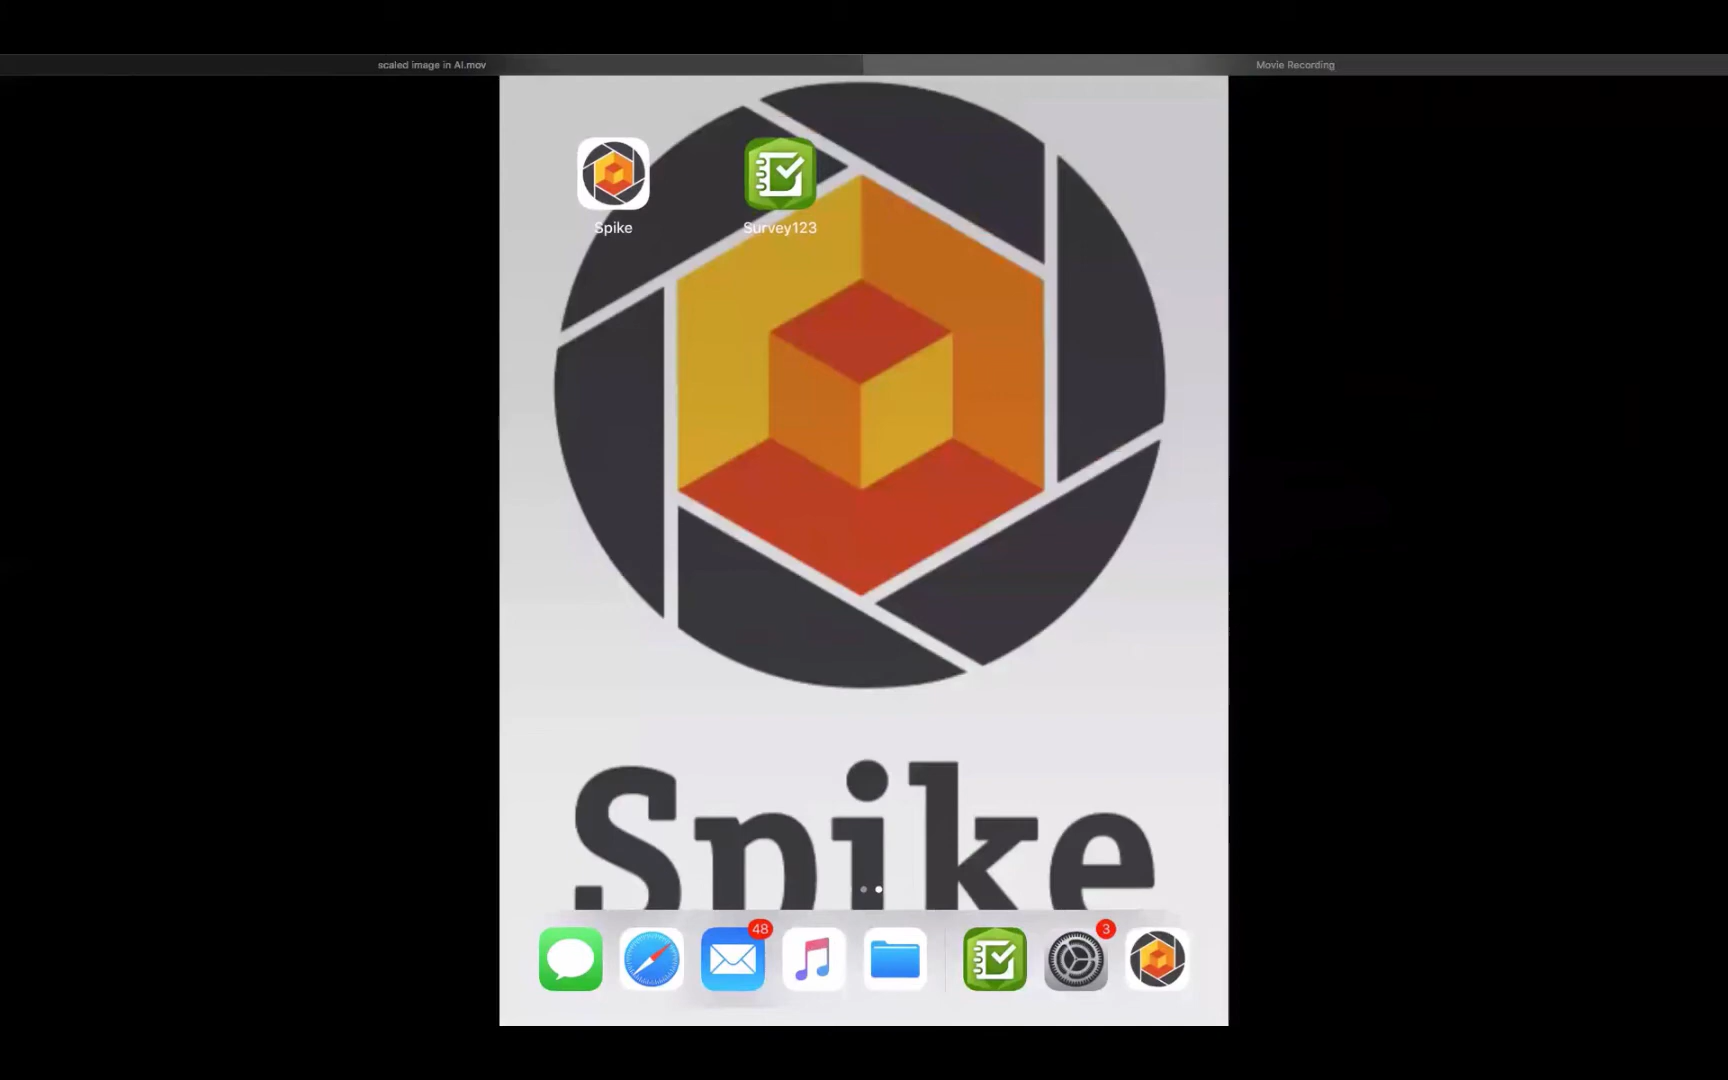 scaled image in AI.mov
Movie Recording
Spike
Survey123
Spike
48
3